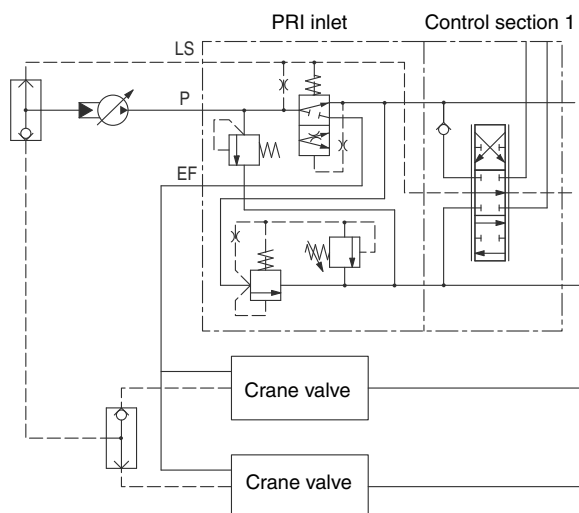 PRI inlet
Control section 1
LS
P
EF
Crane valve
Crane valve